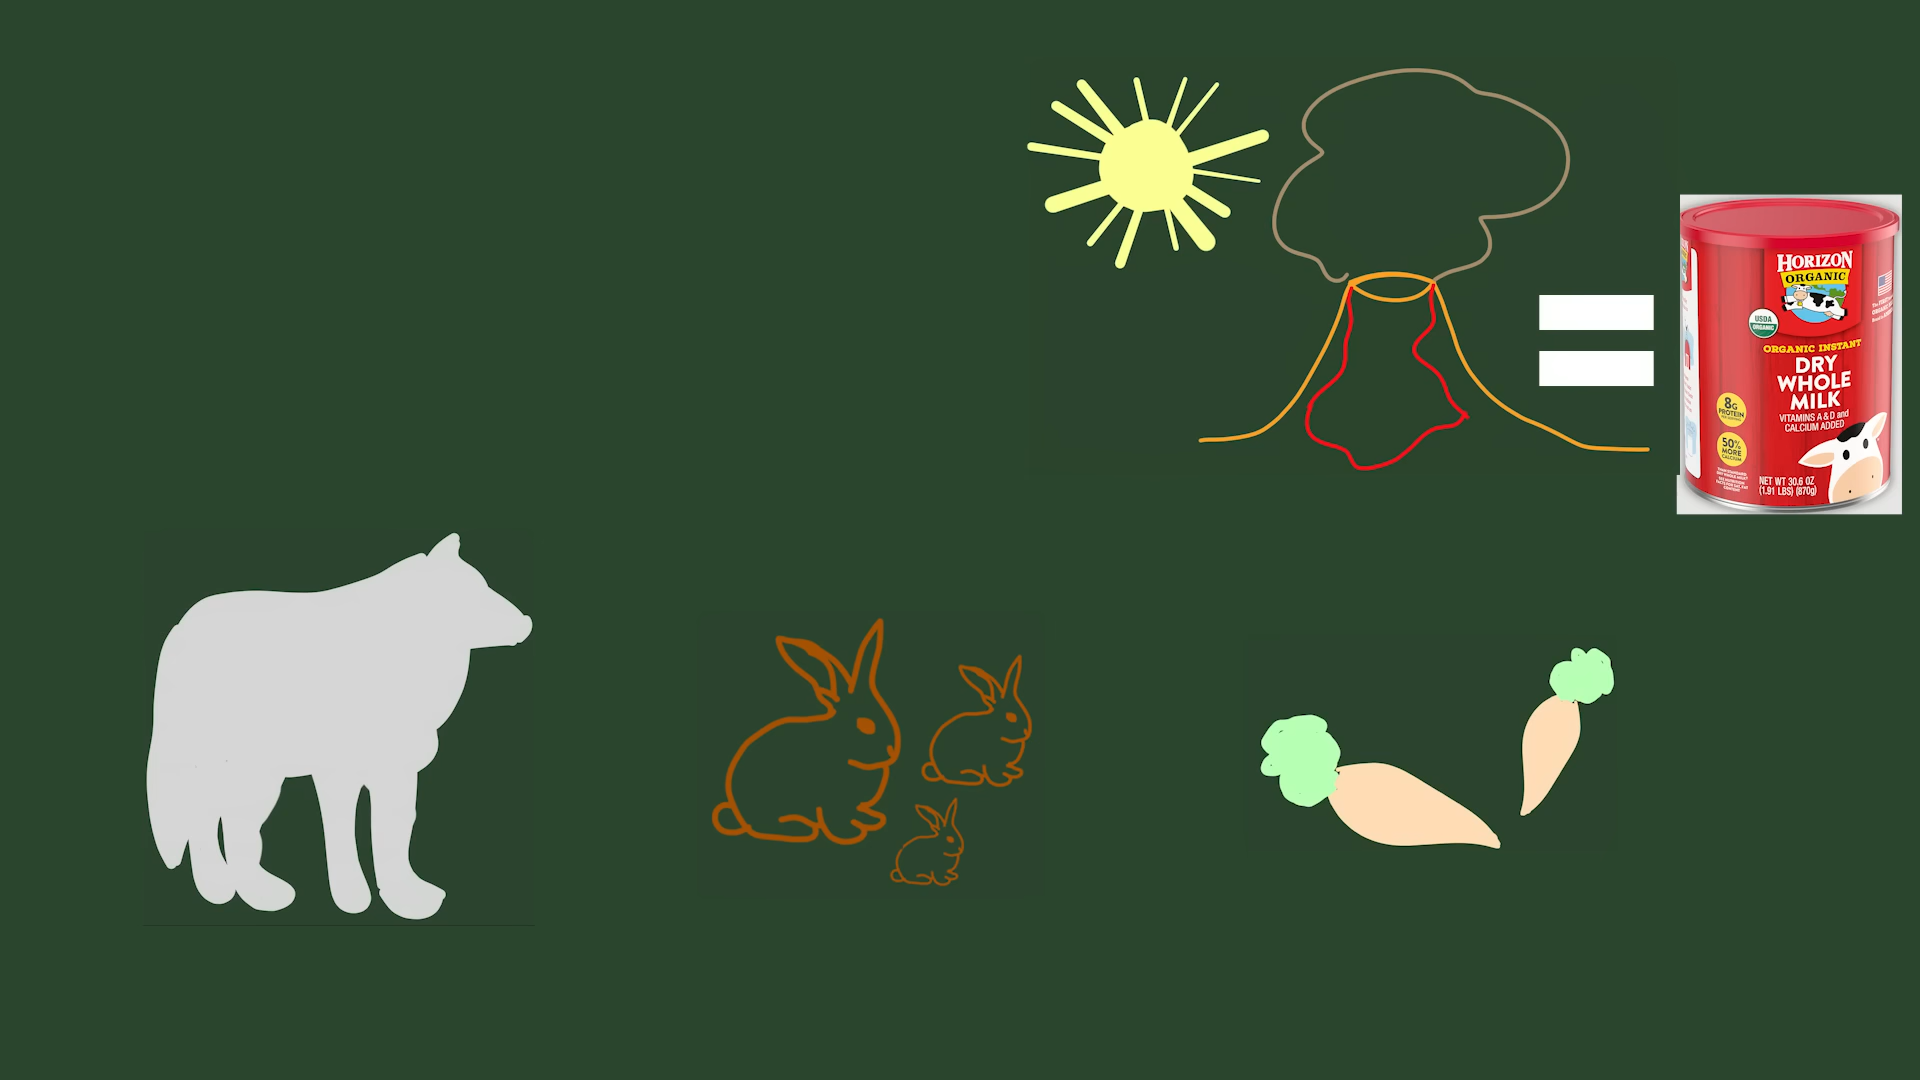 HORIZON
ORGANIC
USDA
ORGANIC
ORGANIC INSTANT
DRY
WHOLE
MILK
VITAMINS A & D and
CALCIUM ADDED
8G
PROTEIN
50%
MORE
CALCIUM
NET WT 30.6 OZ
(1.91 LBS) (870g)